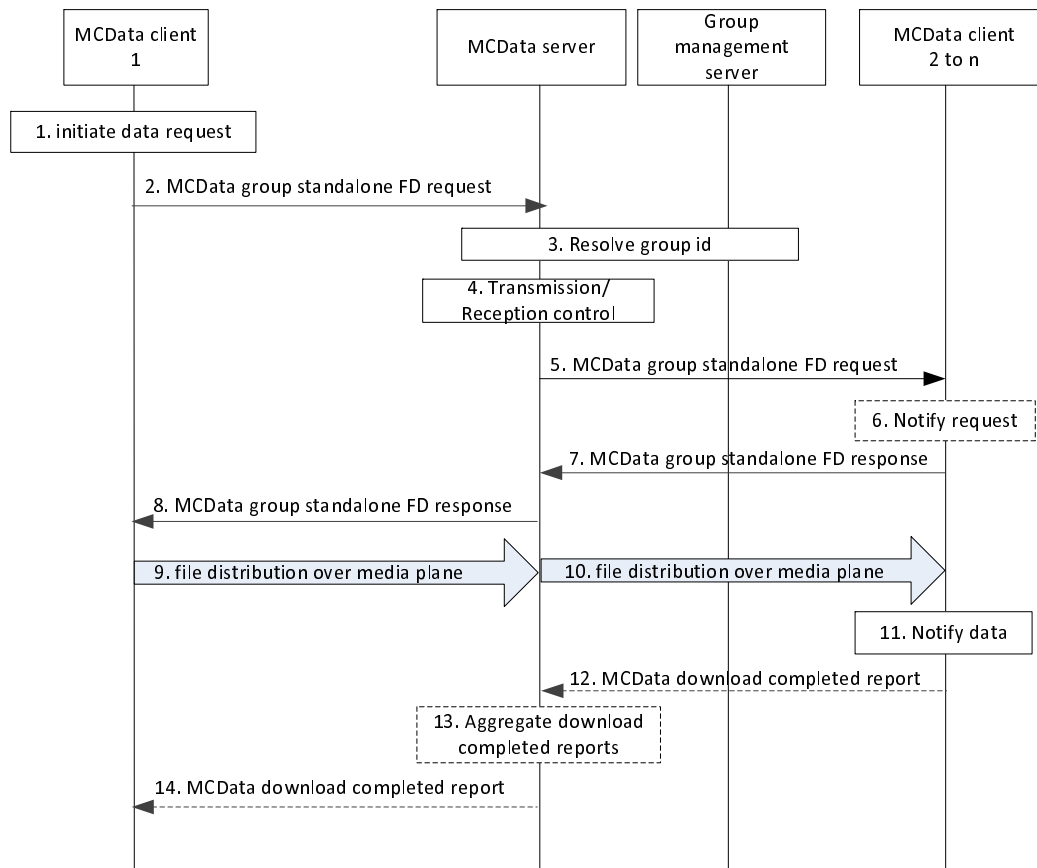 MCData client
1
MCData server
Group
management
server
MCData client
2 to n
1. initiate data request
2. MCData group standalone FD request
3. Resolve group id
4. Transmission/
Reception control
5. MCData group standalone FD request
6. Notify request
7. MCData group standalone FD response
8. MCData group standalone FD response
9. file distribution over media plane
10. file distribution over media plane
11. Notify data
12. MCData download completed report
13. Aggregate download
completed reports
14. MCData download completed report